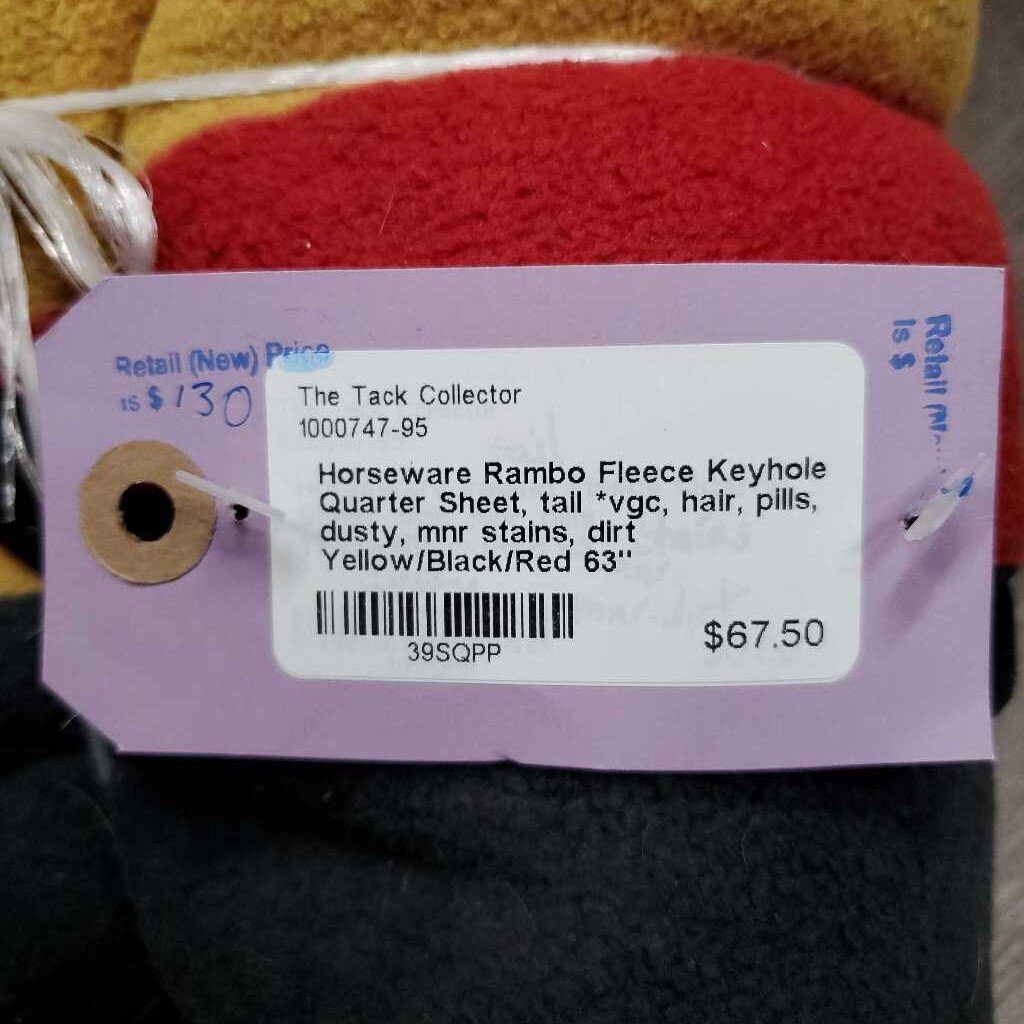 Retail (New) Price
is $ 130
Retail
Is $
The Tack Collector
1000747-95
Horseware Rambo Fleece Keyhole
Quarter Sheet, tail *vgc, hair, pills,
dusty, mnr stains, dirt
Yellow/Black/Red 63"
39SQPP
$67.50